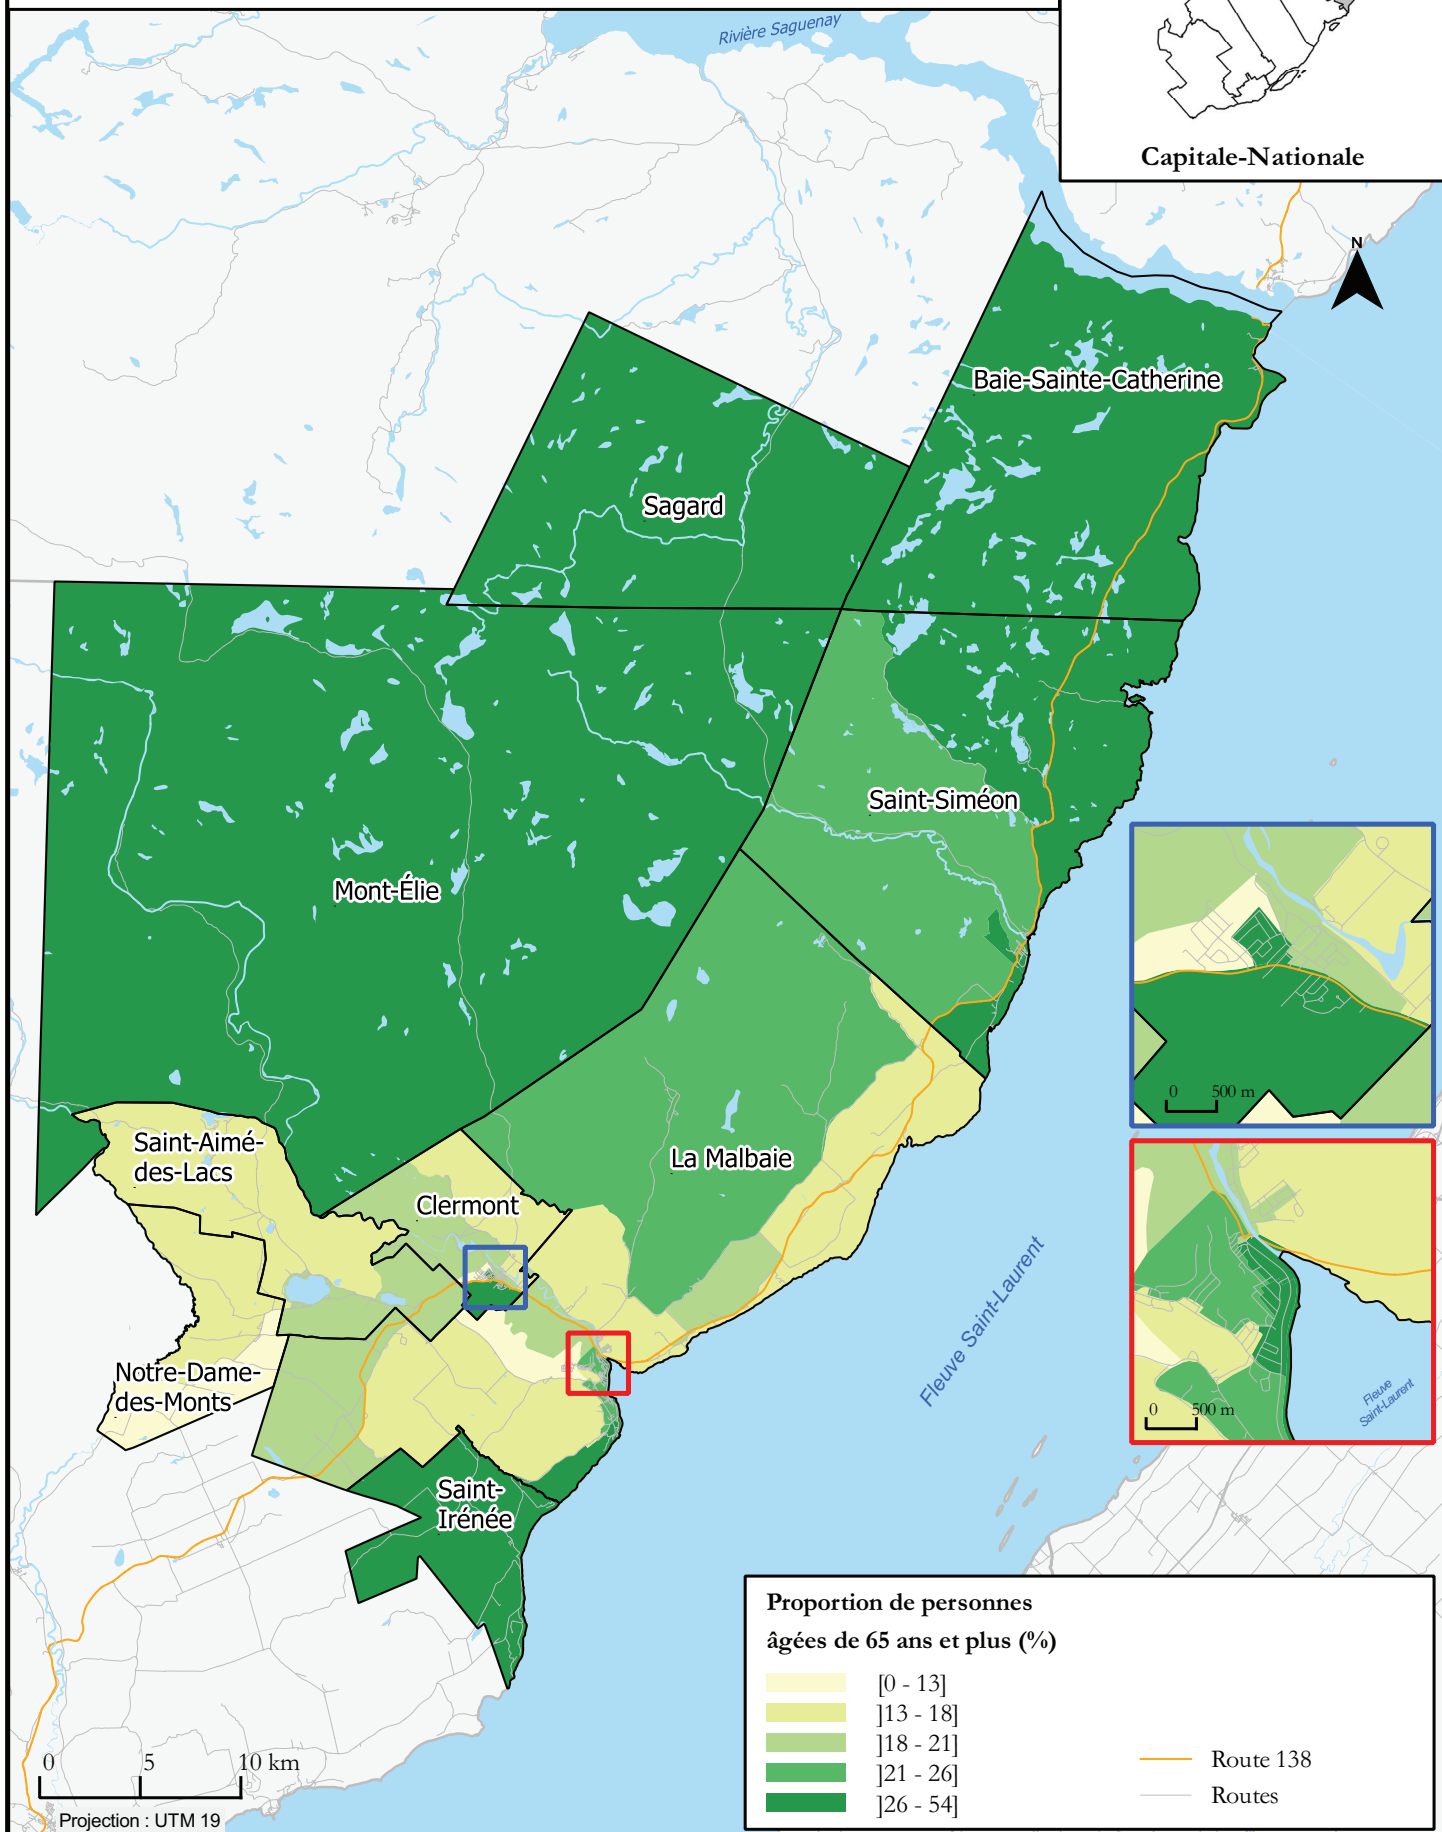 Rivière Saguenay
Capitale-Nationale
N
Baie-Sainte-Catherine
Sagard
Saint-Siméon
Mont-Élie
Saint-Aimé-
des-Lacs
La Malbaie
Clermont
0 500 m
Notre-Dame-
des-Monts
Fleuve Saint-Laurent
Fleuve
Saint-Laurent
0 500 m
Saint-
Irénée
Proportion de personnes
âgées de 65 ans et plus (%)
[0 - 13]
]13 - 18]
]18 - 21]
]21 - 26]
]26 - 54]
Route 138
Routes
0 5 10 km
Projection : UTM 19